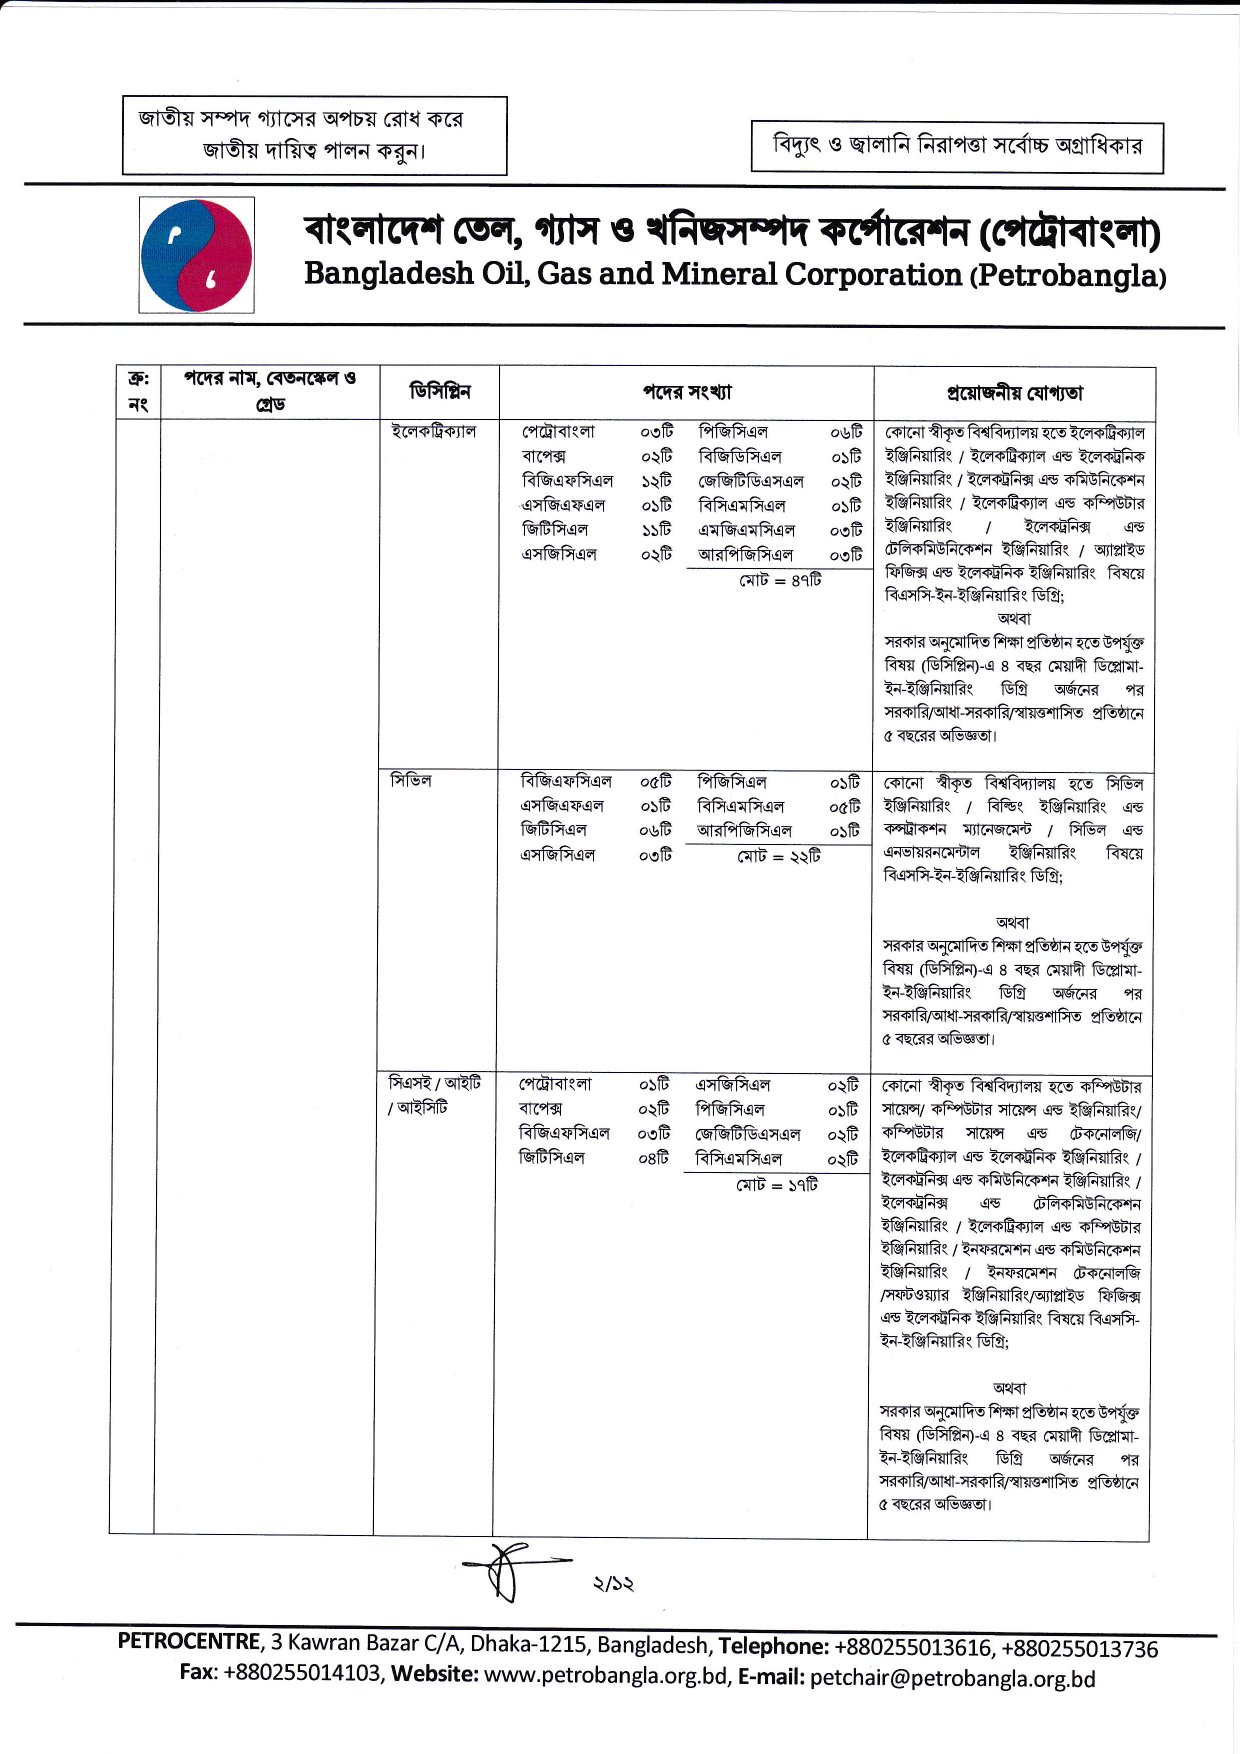 জাতীয় সম্পদ গ্যাসের অপচয় রোধ করে
জাতীয় দায়িত্ব পালন করুন।
বিদ্যুৎ ও জ্বালানি নিরাপত্তা সর্বোচ্চ অগ্রাধিকার
বাংলাদেশ তেল, গ্যাস ও খনিজসম্পদ কর্পোরেশন (পেট্রোবাংলা)
Bangladesh Oil, Gas and Mineral Corporation (Petrobangla)
ক্র: নং
পদের নাম, বেতনস্কেল ও গ্রেড
ডিসিপ্লিন
পদের সংখ্যা
প্রয়োজনীয় যোগ্যতা
ইলেকট্রিক্যাল
পেট্রোবাংলা ০৩টি পিজিসিএল ০৬টি
বাপেক্স ০২টি বিজিডিসিএল ০১টি
বিজিএফসিএল ১২টি জেজিটিডিএসএল ০২টি
এসজিএফএল ০১টি বিসিএমসিএল ০১টি
জিটিসিএল ১১টি এমজিএমসিএল ০৩টি
এসজিসিএল ০২টি আরপিজিসিএল ০৩টি
মোট = ৪৭টি
কোনো স্বীকৃত বিশ্ববিদ্যালয় হতে ইলেকট্রিক্যাল
ইঞ্জিনিয়ারিং / ইলেকট্রিক্যাল এন্ড ইলেকট্রনিক
ইঞ্জিনিয়ারিং / ইলেকট্রনিক্স এন্ড কমিউনিকেশন
ইঞ্জিনিয়ারিং / ইলেকট্রিক্যাল এন্ড কম্পিউটার
ইঞ্জিনিয়ারিং / ইলেকট্রনিক্স এন্ড
টেলিকমিউনিকেশন ইঞ্জিনিয়ারিং / অ্যাপ্লাইড
ফিজিক্স এন্ড ইলেকট্রনিক ইঞ্জিনিয়ারিং বিষয়ে
বিএসসি-ইন-ইঞ্জিনিয়ারিং ডিগ্রি;
অথবা
সরকার অনুমোদিত শিক্ষা প্রতিষ্ঠান হতে উপর্যুক্ত
বিষয় (ডিসিপ্লিন)-এ ৪ বছর মেয়াদী ডিপ্লোমা-
ইন-ইঞ্জিনিয়ারিং ডিগ্রি অর্জনের পর
সরকারি/আধা-সরকারি/স্বায়ত্তশাসিত প্রতিষ্ঠানে
৫ বছরের অভিজ্ঞতা।
সিভিল
বিজিএফসিএল ০৫টি পিজিসিএল ০১টি
এসজিএফএল ০১টি বিসিএমসিএল ০৫টি
জিটিসিএল ০৬টি আরপিজিসিএল ০১টি
এসজিসিএল ০৩টি মোট = ২২টি
কোনো স্বীকৃত বিশ্ববিদ্যালয় হতে সিভিল
ইঞ্জিনিয়ারিং / বিল্ডিং ইঞ্জিনিয়ারিং এন্ড
কন্সট্রাকশন ম্যানেজমেন্ট / সিভিল এন্ড
এনভায়রনমেন্টাল ইঞ্জিনিয়ারিং বিষয়ে
বিএসসি-ইন-ইঞ্জিনিয়ারিং ডিগ্রি;
অথবা
সরকার অনুমোদিত শিক্ষা প্রতিষ্ঠান হতে উপর্যুক্ত
বিষয় (ডিসিপ্লিন)-এ ৪ বছর মেয়াদী ডিপ্লোমা-
ইন-ইঞ্জিনিয়ারিং ডিগ্রি অর্জনের পর
সরকারি/আধা-সরকারি/স্বায়ত্তশাসিত প্রতিষ্ঠানে
৫ বছরের অভিজ্ঞতা।
সিএসই / আইটি
/ আইসিটি
পেট্রোবাংলা ০১টি এসজিসিএল ০২টি
বাপেক্স ০২টি পিজিসিএল ০১টি
বিজিএফসিএল ০৩টি জেজিটিডিএসএল ০২টি
জিটিসিএল ০৪টি বিসিএমসিএল ০২টি
মোট = ১৭টি
কোনো স্বীকৃত বিশ্ববিদ্যালয় হতে কম্পিউটার
সায়েন্স/ কম্পিউটার সায়েন্স এন্ড ইঞ্জিনিয়ারিং/
কম্পিউটার সায়েন্স এন্ড টেকনোলজি/
ইলেকট্রিক্যাল এন্ড ইলেকট্রনিক ইঞ্জিনিয়ারিং /
ইলেকট্রনিক্স এন্ড কমিউনিকেশন ইঞ্জিনিয়ারিং /
ইলেকট্রনিক্স এন্ড টেলিকমিউনিকেশন
ইঞ্জিনিয়ারিং / ইলেকট্রিক্যাল এন্ড কম্পিউটার
ইঞ্জিনিয়ারিং / ইনফরমেশন এন্ড কমিউনিকেশন
ইঞ্জিনিয়ারিং / ইনফরমেশন টেকনোলজি
/সফটওয়্যার ইঞ্জিনিয়ারিং/অ্যাপ্লাইড ফিজিক্স
এন্ড ইলেকট্রনিক ইঞ্জিনিয়ারিং বিষয়ে বিএসসি-
ইন-ইঞ্জিনিয়ারিং ডিগ্রি;
অথবা
সরকার অনুমোদিত শিক্ষা প্রতিষ্ঠান হতে উপর্যুক্ত
বিষয় (ডিসিপ্লিন)-এ ৪ বছর মেয়াদী ডিপ্লোমা-
ইন-ইঞ্জিনিয়ারিং ডিগ্রি অর্জনের পর
সরকারি/আধা-সরকারি/স্বায়ত্তশাসিত প্রতিষ্ঠানে
৫ বছরের অভিজ্ঞতা।
২/১২
PETROCENTRE, 3 Kawran Bazar C/A, Dhaka-1215, Bangladesh, Telephone: +880255013616, +880255013736
Fax: +880255014103, Website: www.petrobangla.org.bd, E-mail: petchair@petrobangla.org.bd